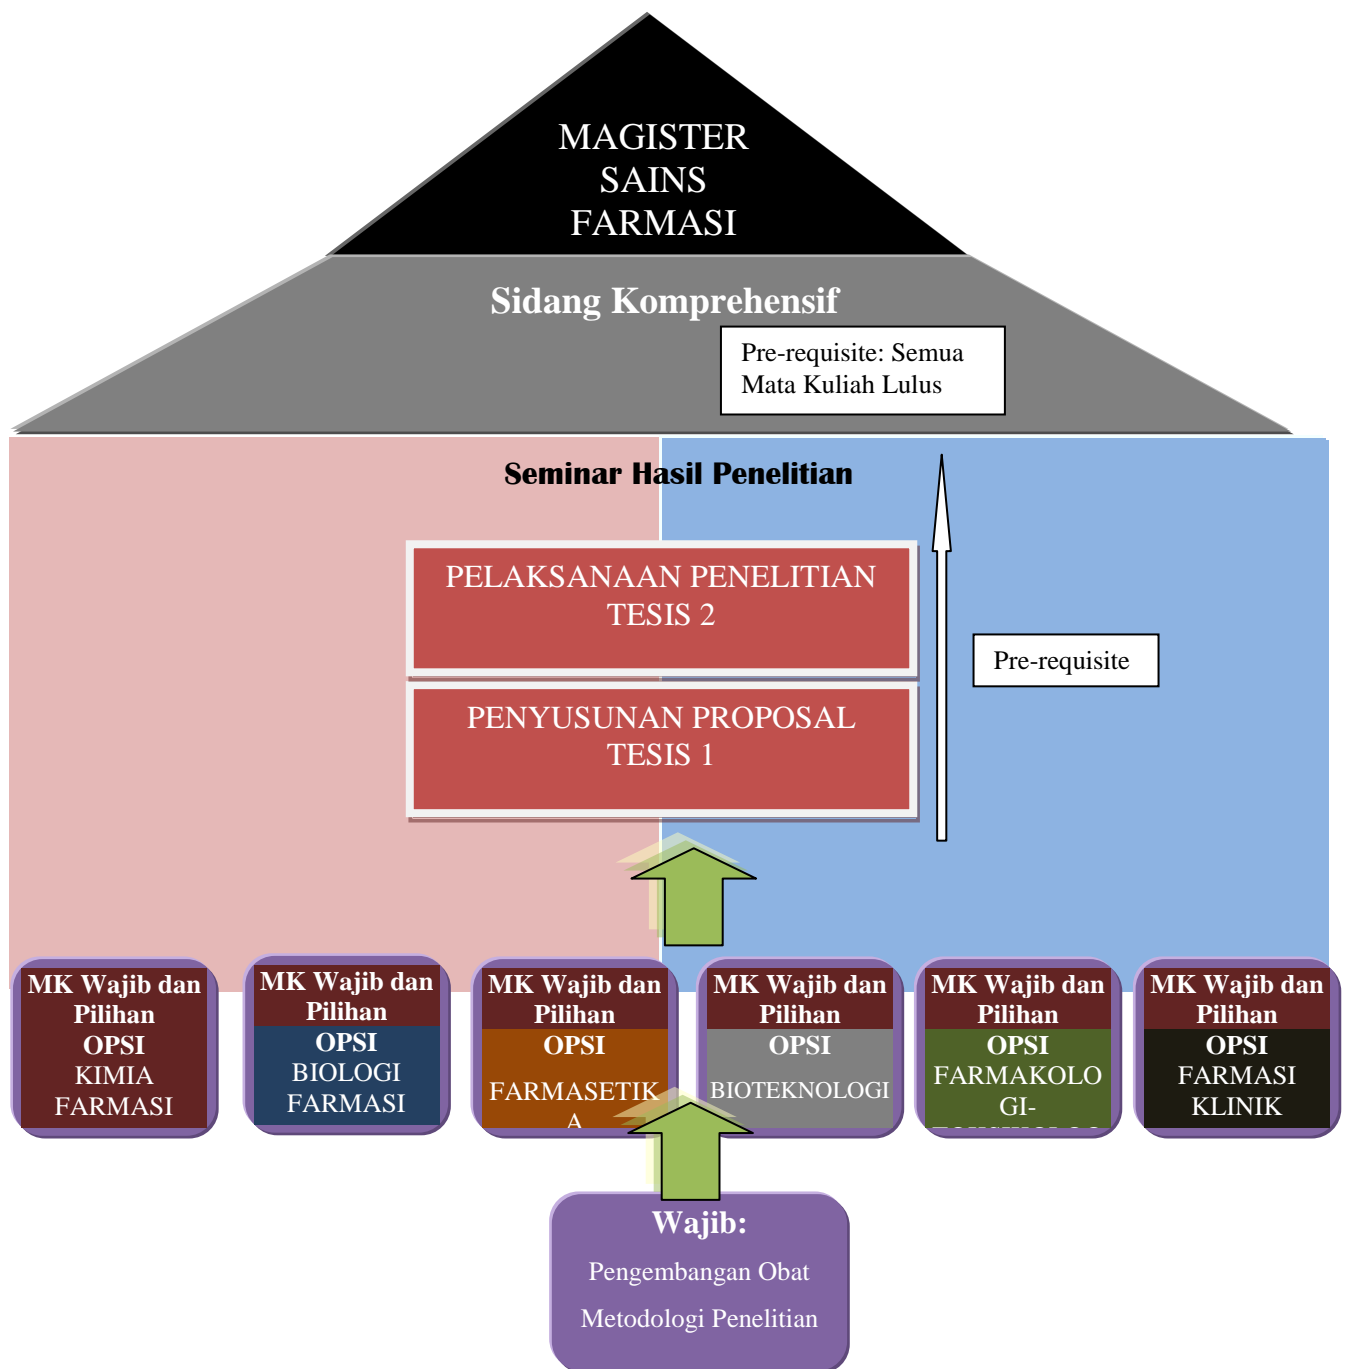 MAGISTER
SAINS
FARMASI
Sidang Komprehensif
Pre-requisite: Semua
Mata Kuliah Lulus
Seminar Hasil Penelitian
PELAKSANAAN PENELITIAN
TESIS 2
Pre-requisite
PENYUSUNAN PROPOSAL
TESIS 1
MK Wajib dan
Pilihan
OPSI
KIMIA
FARMASI
MK Wajib dan
Pilihan
OPSI
BIOLOGI
FARMASI
MK Wajib dan
Pilihan
OPSI
FARMASETIK
A
MK Wajib dan
Pilihan
OPSI
BIOTEKNOLOGI
MK Wajib dan
Pilihan
OPSI
FARMAKOLO
GI-
MK Wajib dan
Pilihan
OPSI
FARMASI
KLINIK
Wajib:
Pengembangan Obat
Metodologi Penelitian